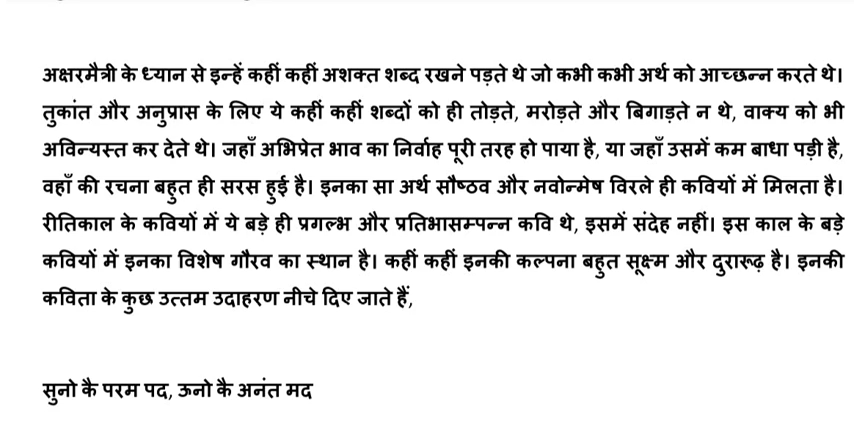 अक्षरमैत्री के ध्यान से इन्हें कहीं कहीं अशक्त शब्द रखने पड़ते थे जो कभी कभी अर्थ को आच्छन्न करते थे।
तुकांत और अनुप्रास के लिए ये कहीं कहीं शब्दों को ही तोड़ते, मरोड़ते और बिगाड़ते न थे, वाक्य को भी
अविन्यस्त कर देते थे। जहाँ अभिप्रेत भाव का निर्वाह पूरी तरह हो पाया है, या जहाँ उसमें कम बाधा पड़ी है,
वहाँ की रचना बहुत ही सरस हुई है। इनका सा अर्थ सौष्ठव और नवोन्मेष विरले ही कवियों में मिलता है।
रीतिकाल के कवियों में ये बड़े ही प्रगल्भ और प्रतिभासम्पन्न कवि थे, इसमें संदेह नहीं। इस काल के बड़े
कवियों में इनका विशेष गौरव का स्थान है। कहीं कहीं इनकी कल्पना बहुत सूक्ष्म और दुरारूढ़ है। इनकी
कविता के कुछ उत्तम उदाहरण नीचे दिए जाते हैं,
सुनो कै परम पद, ऊनो कै अनंत मद